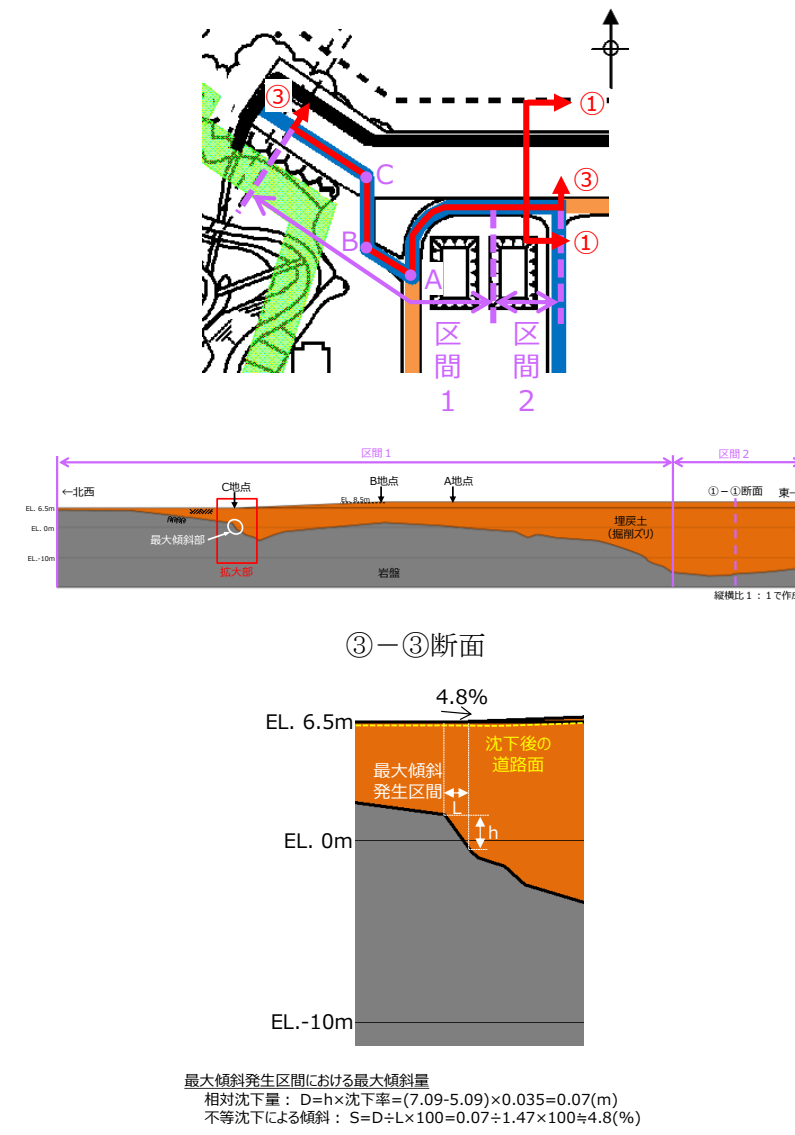 ③
①
③
C
B
①
A
区間1
区間2
区間1
区間2
←北西
C地点
B地点
A地点
①-①断面
EL. 6.5m
EL. 8.5m
EL. 0m
最大傾斜部
埋戻土
(掘削ズリ)
EL.-10m
拡大部
岩盤
縦横比1:1で作
③-③断面
4.8%
EL. 6.5m
沈下後の
道路面
最大傾斜
発生区間
L
h
EL. 0m
EL.-10m
最大傾斜発生区間における最大傾斜量
相対沈下量: D=h×沈下率=(7.09-5.09)×0.035=0.07(m)
不等沈下による傾斜: S=D÷L×100=0.07÷1.47×100≒4.8(%)